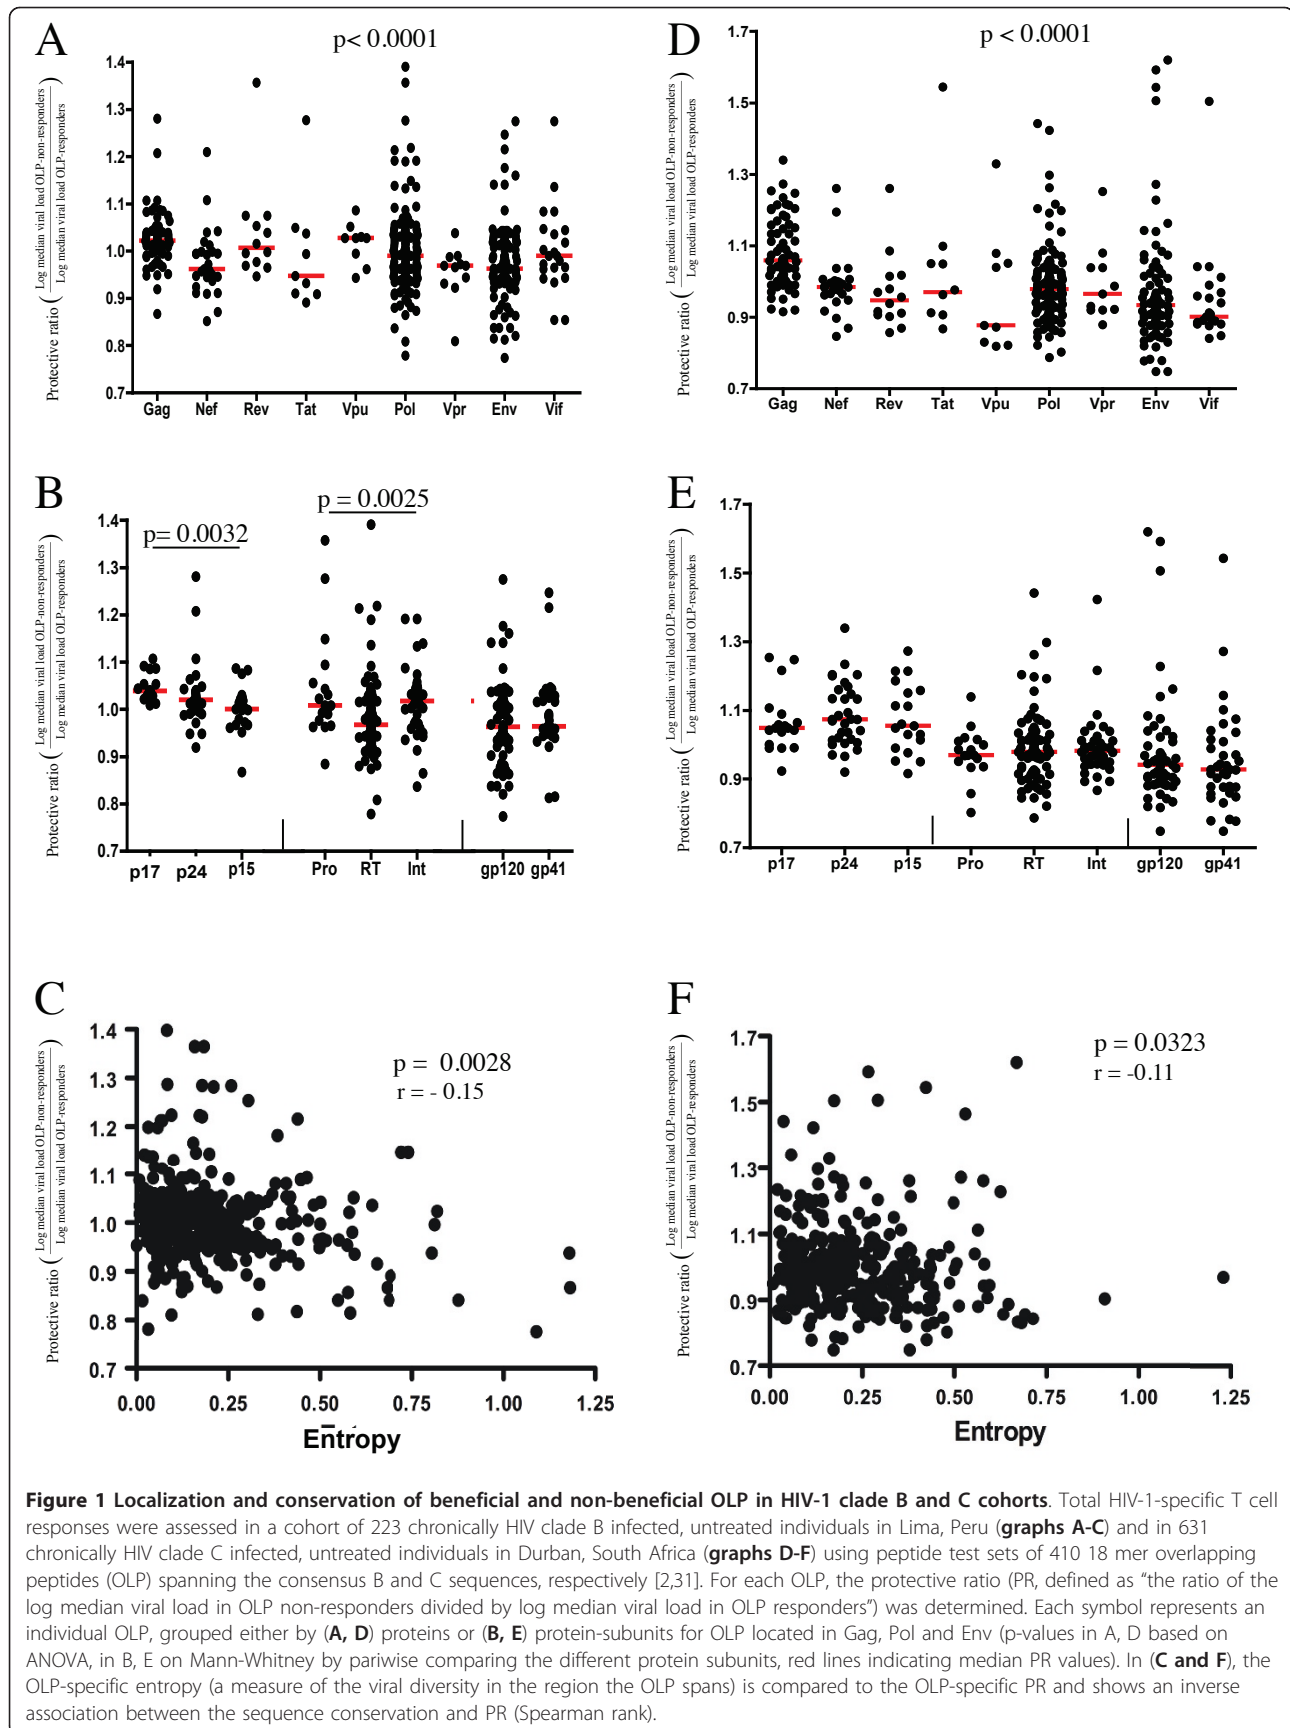 A
p< 0.0001
Protective ratio ( Log median viral load OLP-non-responders / Log median viral load OLP-responders )
1.4
1.3
1.2
1.1
1.0
0.9
0.8
0.7
Gag Nef Rev Tat Vpu Pol Vpr Env Vif
D
p < 0.0001
Protective ratio ( Log median viral load OLP-non-responders / Log median viral load OLP-responders )
1.7
1.5
1.3
1.1
0.9
0.7
Gag Nef Rev Tat Vpu Pol Vpr Env Vif
B
p= 0.0032
p = 0.0025
Protective ratio ( Log median viral load OLP-non-responders / Log median viral load OLP-responders )
1.4
1.3
1.2
1.1
1.0
0.9
0.8
0.7
p17 p24 p15 Pro RT Int gp120 gp41
E
Protective ratio ( Log median viral load OLP-non-responders / Log median viral load OLP-responders )
1.7
1.5
1.3
1.1
0.9
0.7
p17 p24 p15 Pro RT Int gp120 gp41
C
p = 0.0028
r = - 0.15
Protective ratio ( Log median viral load OLP-non-responders / Log median viral load OLP-responders )
1.4
1.3
1.2
1.1
1.0
0.9
0.8
0.7
0.00 0.25 0.50 0.75 1.00 1.25
Entropy
F
p = 0.0323
r = -0.11
Protective ratio ( Log median viral load OLP-non-responders / Log median viral load OLP-responders )
1.7
1.5
1.3
1.1
0.9
0.7
0.00 0.25 0.50 0.75 1.00 1.25
Entropy
Figure 1 Localization and conservation of beneficial and non-beneficial OLP in HIV-1 clade B and C cohorts. Total HIV-1-specific T cell
responses were assessed in a cohort of 223 chronically HIV clade B infected, untreated individuals in Lima, Peru (graphs A-C) and in 631
chronically HIV clade C infected, untreated individuals in Durban, South Africa (graphs D-F) using peptide test sets of 410 18 mer overlapping
peptides (OLP) spanning the consensus B and C sequences, respectively [2,31]. For each OLP, the protective ratio (PR, defined as “the ratio of the
log median viral load in OLP non-responders divided by log median viral load in OLP responders”) was determined. Each symbol represents an
individual OLP, grouped either by (A, D) proteins or (B, E) protein-subunits for OLP located in Gag, Pol and Env (p-values in A, D based on
ANOVA, in B, E on Mann-Whitney by pariwise comparing the different protein subunits, red lines indicating median PR values). In (C and F), the
OLP-specific entropy (a measure of the viral diversity in the region the OLP spans) is compared to the OLP-specific PR and shows an inverse
association between the sequence conservation and PR (Spearman rank).